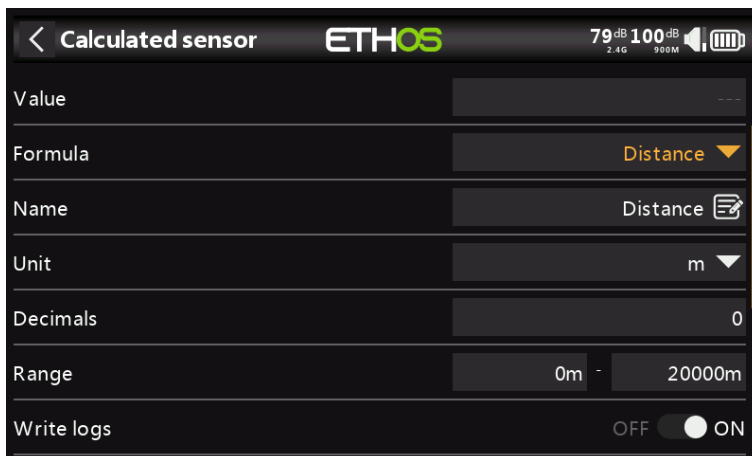 Calculated sensor ETHOS 79dB 2.4G 100dB 900M
Value ---
Formula Distance
Name Distance
Unit m
Decimals 0
Range 0m - 20000m
Write logs OFF ON